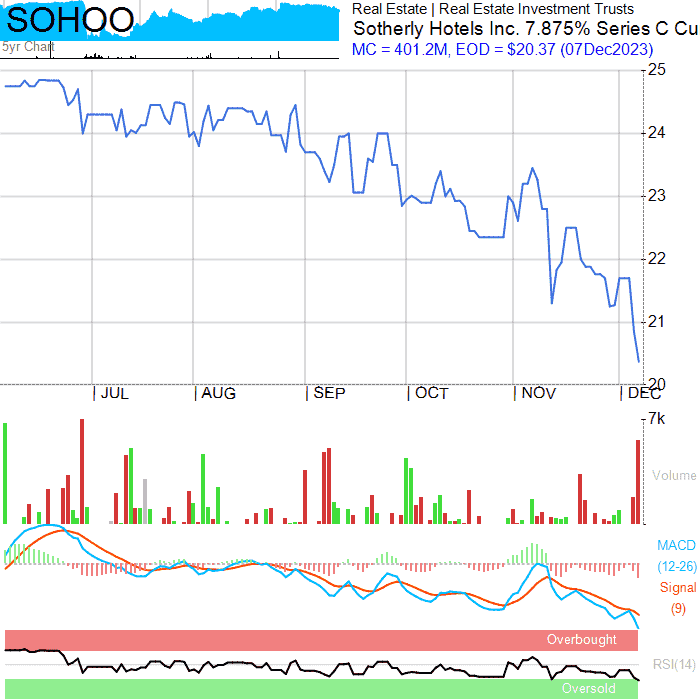 SOHOO
5yr Chart
Real Estate | Real Estate Investment Trusts
Sotherly Hotels Inc. 7.875% Series C Cu
MC = 401.2M, EOD = $20.37 (07Dec2023)
25
24
23
22
21
20
JUL AUG SEP OCT NOV DEC
7k
Volume
MACD
(12-26)
Signal
(9)
Overbought
RSI(14)
Oversold